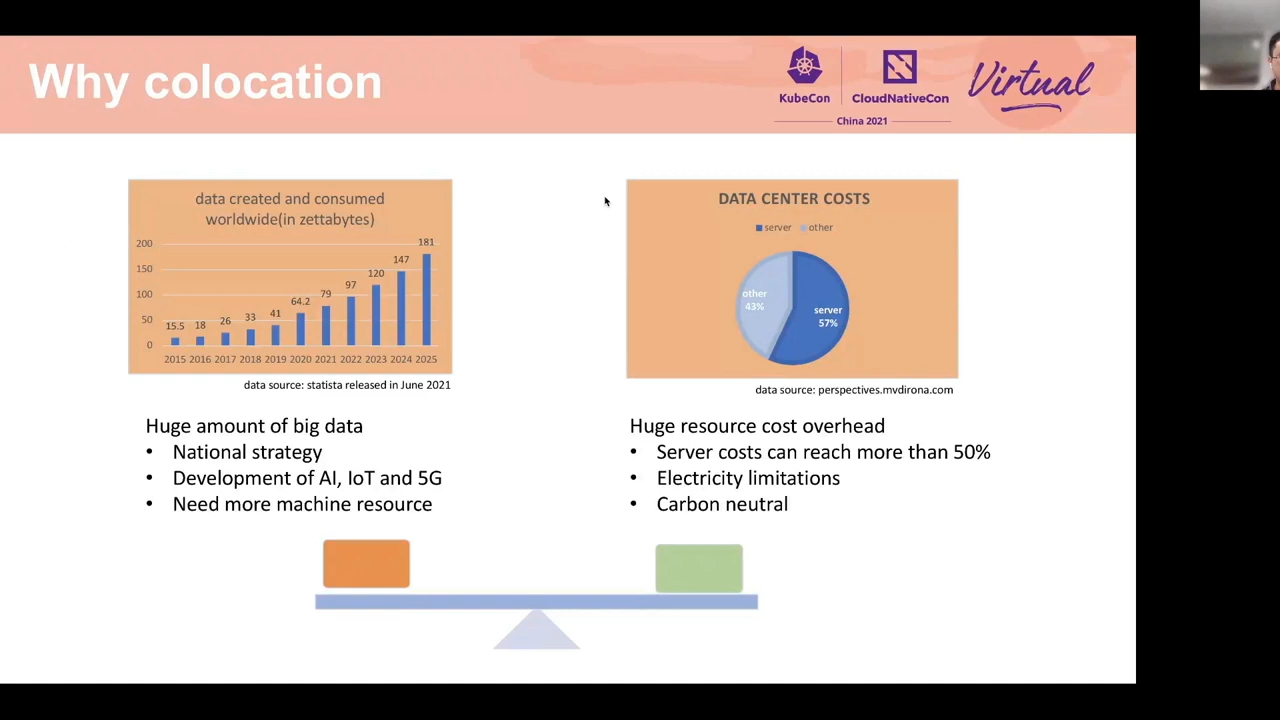 Why colocation
KubeCon
CloudNativeCon
China 2021
Virtual
data created and consumed
worldwide(in zettabytes)
200
150
100
50
0
15.5
18
26
33
41
64.2
79
97
120
147
181
2015 2016 2017 2018 2019 2020 2021 2022 2023 2024 2025
data source: statista released in June 2021
DATA CENTER COSTS
server other
other
43%
server
57%
data source: perspectives.mvdirona.com
Huge amount of big data
• National strategy
• Development of AI, IoT and 5G
• Need more machine resource
Huge resource cost overhead
• Server costs can reach more than 50%
• Electricity limitations
• Carbon neutral